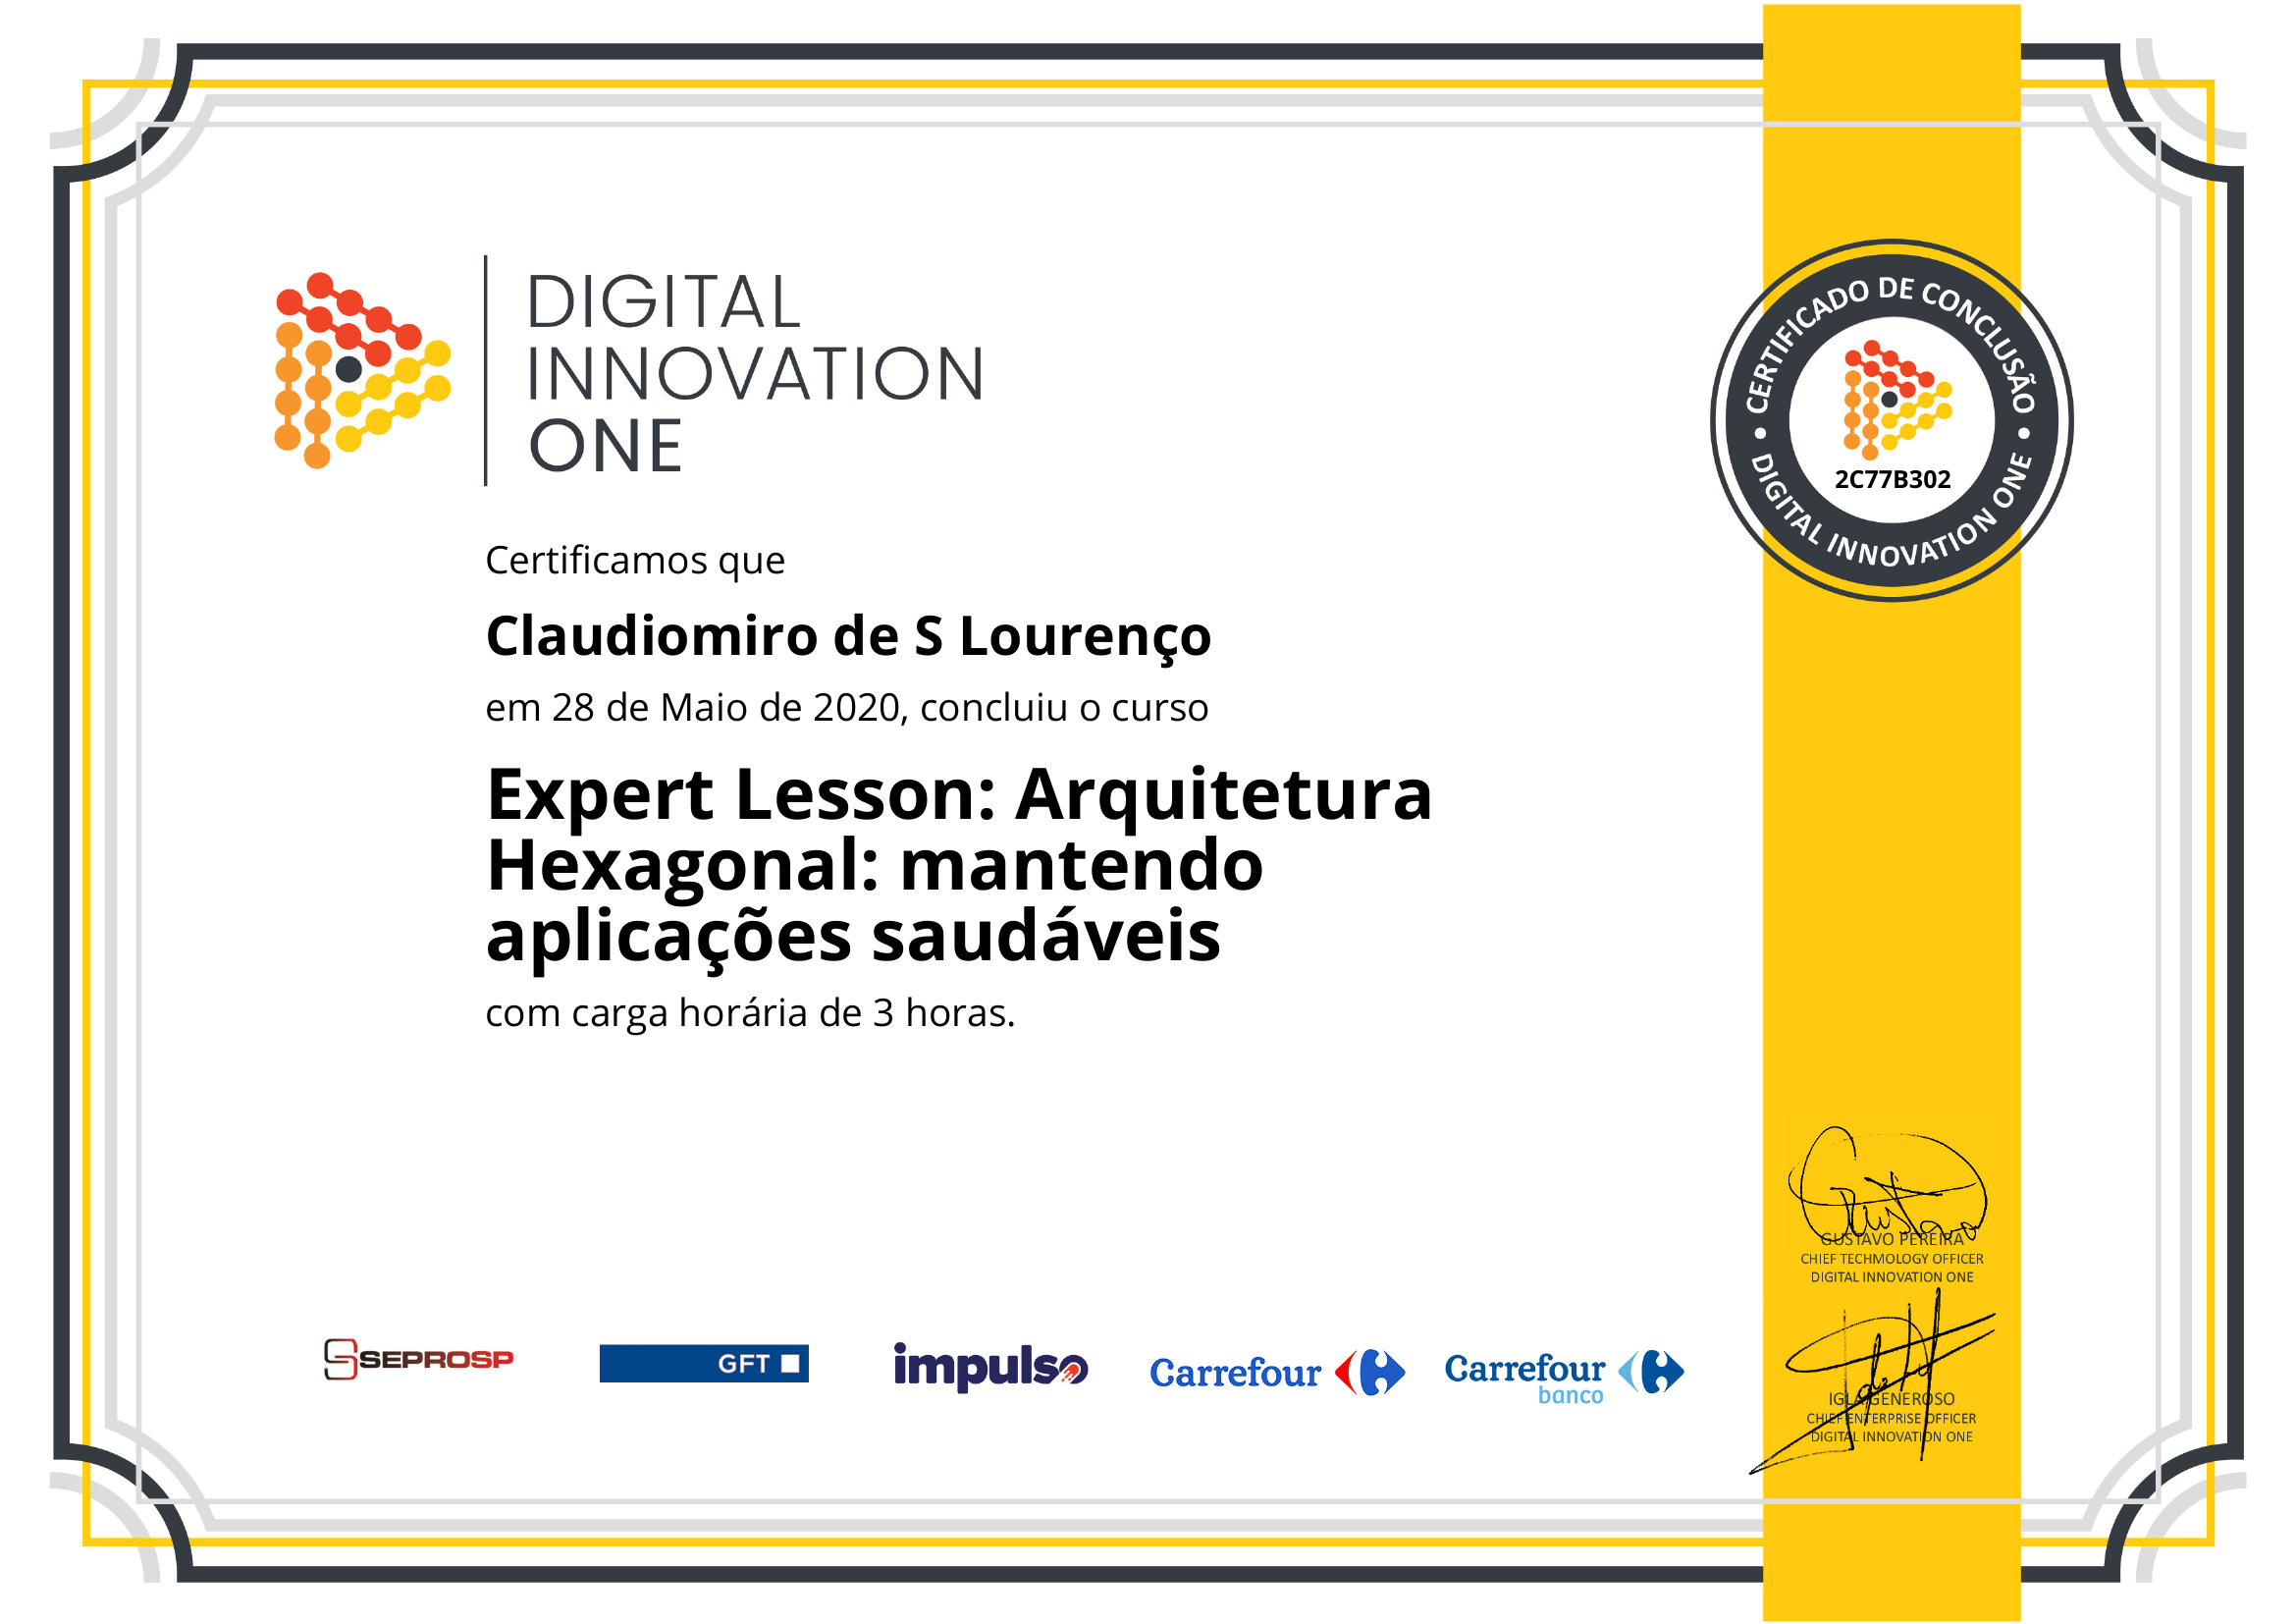 DIGITAL
INNOVATION
ONE
CERTIFICADO DE CONCLUSÃO
2C77B302
DIGITAL INNOVATION ONE
Certificamos que
Claudiomiro de S Lourenço
em 28 de Maio de 2020, concluiu o curso
Expert Lesson: Arquitetura
Hexagonal: mantendo
aplicações saudáveis
com carga horária de 3 horas.
GUSTAVO PEREIRA
CHIEF TECHMOLOGY OFFICER
DIGITAL INNOVATION ONE
IGLA GENEROSO
CHIEF ENTERPRISE OFFICER
DIGITAL INNOVATION ONE
SEPROSP
GFT
impulso
Carrefour
Carrefour
banco